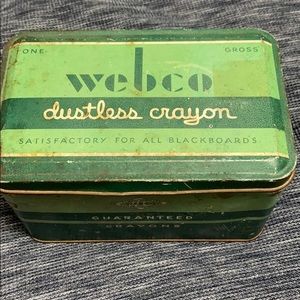 ONE GROSS
webco
dustless crayon
SATISFACTORY FOR ALL BLACKBOARDS
GUARANTEED
CRAYONS